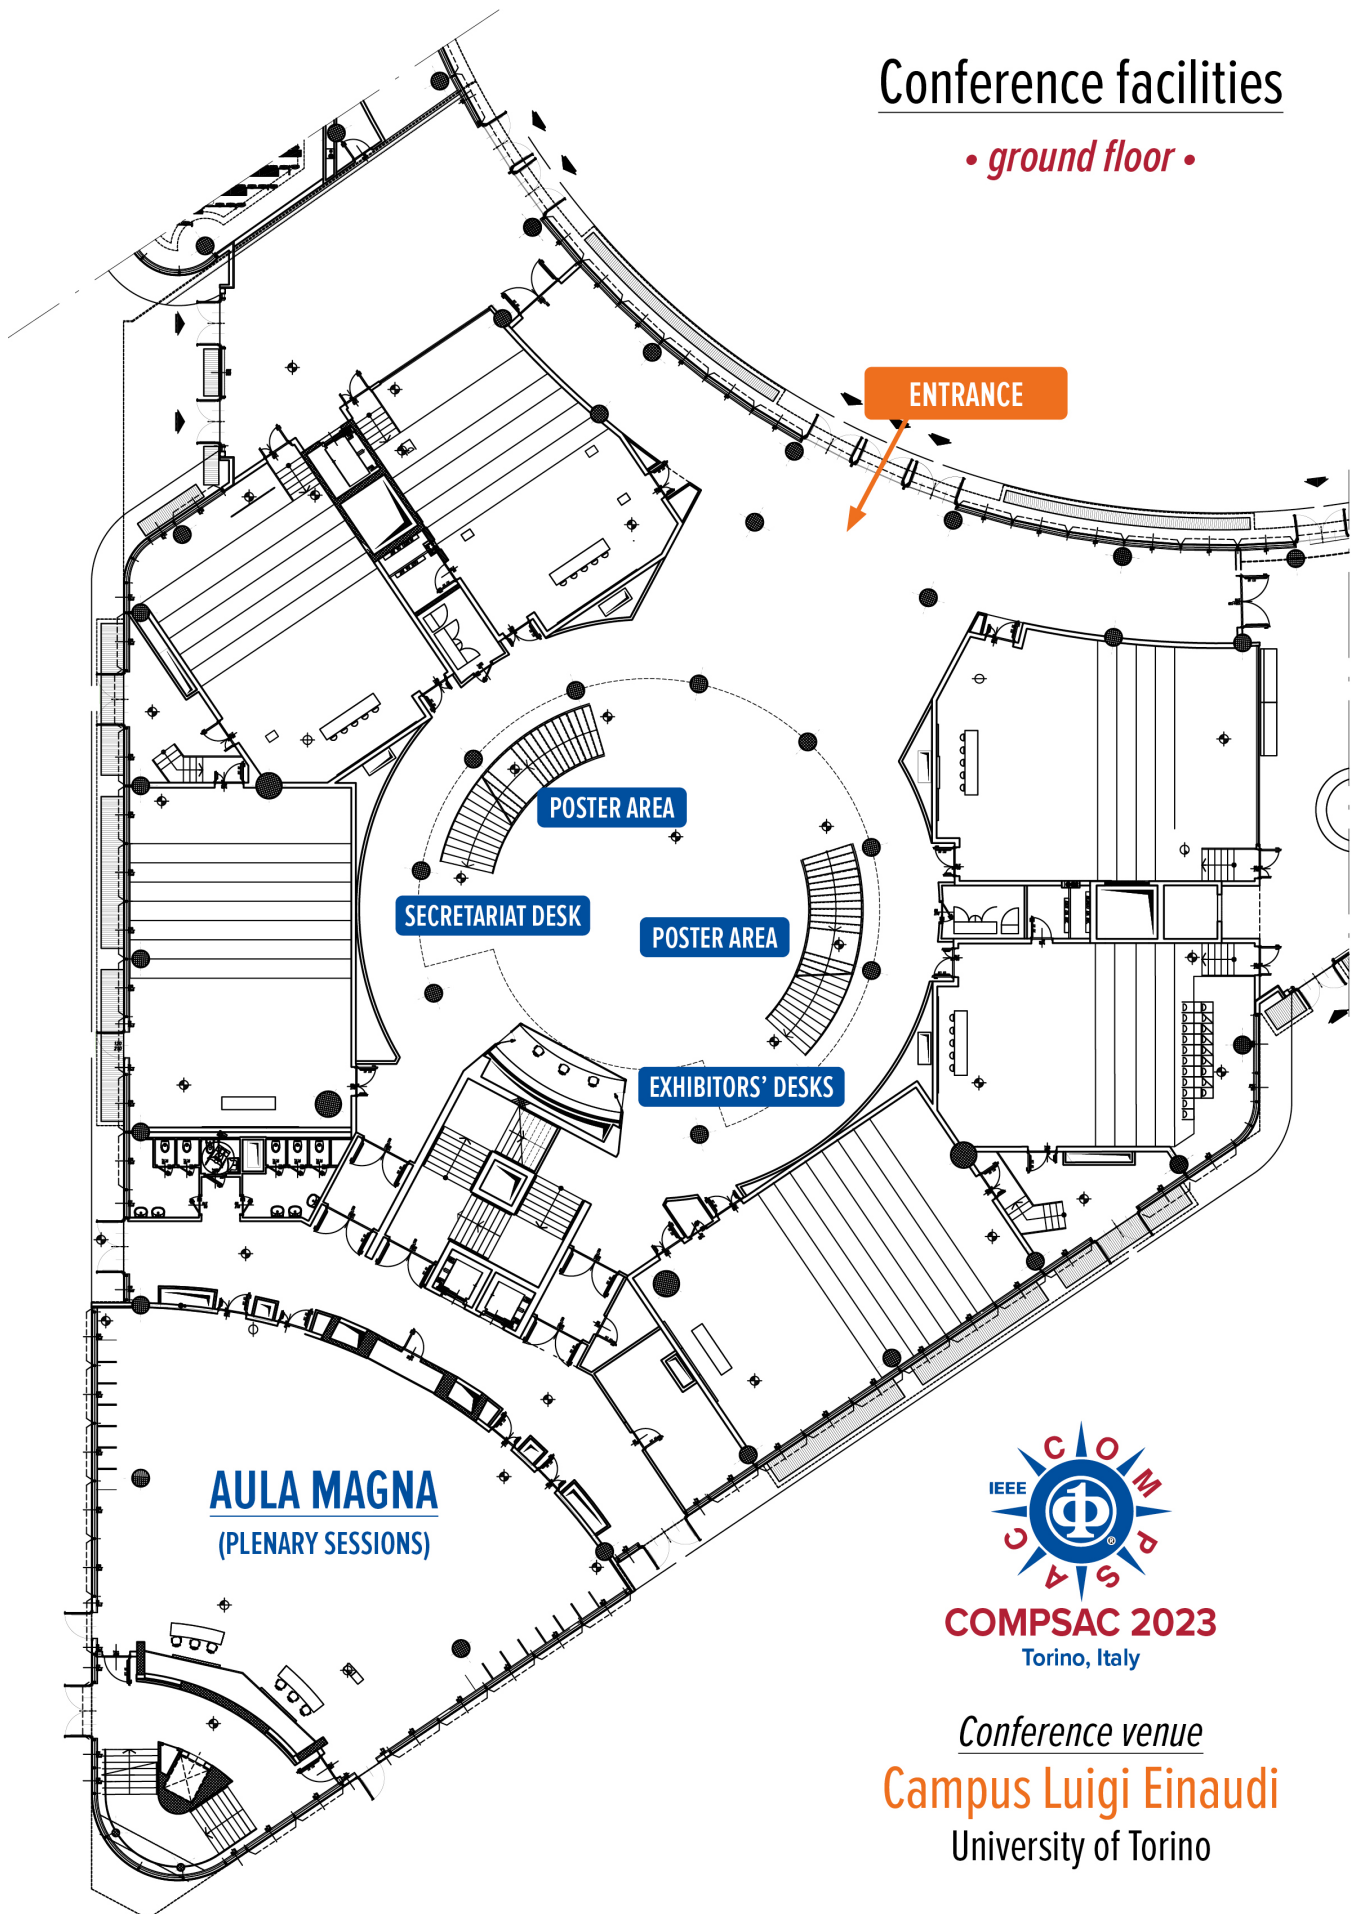 Conference facilities
• ground floor •
ENTRANCE
POSTER AREA
SECRETARIAT DESK
POSTER AREA
EXHIBITORS’ DESKS
AULA MAGNA
(PLENARY SESSIONS)
IEEE
COMPSAC
®
COMPSAC 2023
Torino, Italy
Conference venue
Campus Luigi Einaudi
University of Torino